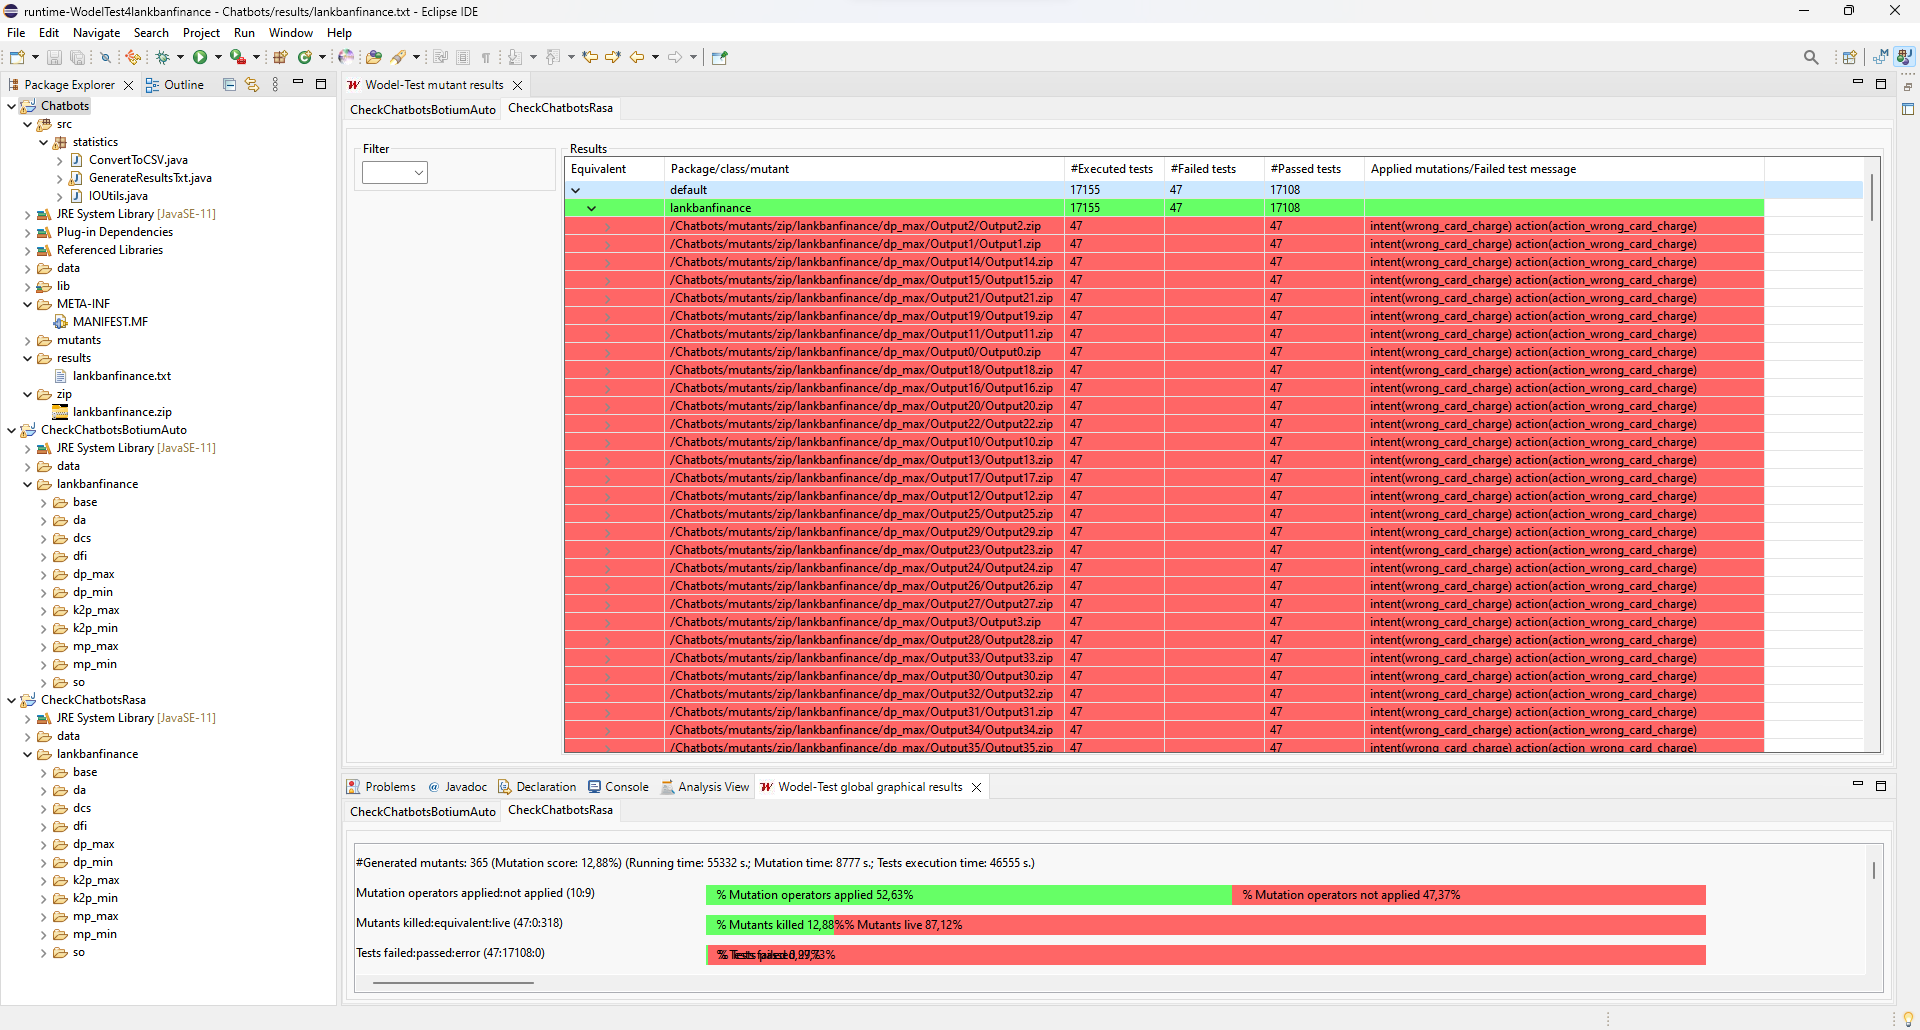 runtime-WodelTest4lankbanfinance - Chatbots/results/lankbanfinance.txt - Eclipse IDE
File Edit Navigate Search Project Run Window Help
Package Explorer
Outline
Chatbots
src
statistics
ConvertToCSV.java
GenerateResultsTxt.java
IOUtils.java
JRE System Library [JavaSE-11]
Plug-in Dependencies
Referenced Libraries
data
lib
META-INF
MANIFEST.MF
mutants
results
lankbanfinance.txt
zip
lankbanfinance.zip
CheckChatbotsBotiumAuto
JRE System Library [JavaSE-11]
data
lankbanfinance
base
da
dcs
dfi
dp_max
dp_min
k2p_max
k2p_min
mp_max
mp_min
so
CheckChatbotsRasa
JRE System Library [JavaSE-11]
data
lankbanfinance
base
da
dcs
dfi
dp_max
dp_min
k2p_max
k2p_min
mp_max
mp_min
so
Wodel-Test mutant results
CheckChatbotsBotiumAuto CheckChatbotsRasa
Filter
Results
Equivalent Package/class/mutant #Executed tests #Failed tests #Passed tests Applied mutations/Failed test message
default 17155 47 17108
lankbanfinance 17155 47 17108
/Chatbots/mutants/zip/lankbanfinance/dp_max/Output2/Output2.zip 47 47 intent(wrong_card_charge) action(action_wrong_card_charge)
/Chatbots/mutants/zip/lankbanfinance/dp_max/Output1/Output1.zip 47 47 intent(wrong_card_charge) action(action_wrong_card_charge)
/Chatbots/mutants/zip/lankbanfinance/dp_max/Output14/Output14.zip 47 47 intent(wrong_card_charge) action(action_wrong_card_charge)
/Chatbots/mutants/zip/lankbanfinance/dp_max/Output15/Output15.zip 47 47 intent(wrong_card_charge) action(action_wrong_card_charge)
/Chatbots/mutants/zip/lankbanfinance/dp_max/Output21/Output21.zip 47 47 intent(wrong_card_charge) action(action_wrong_card_charge)
/Chatbots/mutants/zip/lankbanfinance/dp_max/Output19/Output19.zip 47 47 intent(wrong_card_charge) action(action_wrong_card_charge)
/Chatbots/mutants/zip/lankbanfinance/dp_max/Output11/Output11.zip 47 47 intent(wrong_card_charge) action(action_wrong_card_charge)
/Chatbots/mutants/zip/lankbanfinance/dp_max/Output0/Output0.zip 47 47 intent(wrong_card_charge) action(action_wrong_card_charge)
/Chatbots/mutants/zip/lankbanfinance/dp_max/Output18/Output18.zip 47 47 intent(wrong_card_charge) action(action_wrong_card_charge)
/Chatbots/mutants/zip/lankbanfinance/dp_max/Output16/Output16.zip 47 47 intent(wrong_card_charge) action(action_wrong_card_charge)
/Chatbots/mutants/zip/lankbanfinance/dp_max/Output20/Output20.zip 47 47 intent(wrong_card_charge) action(action_wrong_card_charge)
/Chatbots/mutants/zip/lankbanfinance/dp_max/Output22/Output22.zip 47 47 intent(wrong_card_charge) action(action_wrong_card_charge)
/Chatbots/mutants/zip/lankbanfinance/dp_max/Output10/Output10.zip 47 47 intent(wrong_card_charge) action(action_wrong_card_charge)
/Chatbots/mutants/zip/lankbanfinance/dp_max/Output13/Output13.zip 47 47 intent(wrong_card_charge) action(action_wrong_card_charge)
/Chatbots/mutants/zip/lankbanfinance/dp_max/Output17/Output17.zip 47 47 intent(wrong_card_charge) action(action_wrong_card_charge)
/Chatbots/mutants/zip/lankbanfinance/dp_max/Output12/Output12.zip 47 47 intent(wrong_card_charge) action(action_wrong_card_charge)
/Chatbots/mutants/zip/lankbanfinance/dp_max/Output25/Output25.zip 47 47 intent(wrong_card_charge) action(action_wrong_card_charge)
/Chatbots/mutants/zip/lankbanfinance/dp_max/Output29/Output29.zip 47 47 intent(wrong_card_charge) action(action_wrong_card_charge)
/Chatbots/mutants/zip/lankbanfinance/dp_max/Output23/Output23.zip 47 47 intent(wrong_card_charge) action(action_wrong_card_charge)
/Chatbots/mutants/zip/lankbanfinance/dp_max/Output24/Output24.zip 47 47 intent(wrong_card_charge) action(action_wrong_card_charge)
/Chatbots/mutants/zip/lankbanfinance/dp_max/Output26/Output26.zip 47 47 intent(wrong_card_charge) action(action_wrong_card_charge)
/Chatbots/mutants/zip/lankbanfinance/dp_max/Output27/Output27.zip 47 47 intent(wrong_card_charge) action(action_wrong_card_charge)
/Chatbots/mutants/zip/lankbanfinance/dp_max/Output3/Output3.zip 47 47 intent(wrong_card_charge) action(action_wrong_card_charge)
/Chatbots/mutants/zip/lankbanfinance/dp_max/Output28/Output28.zip 47 47 intent(wrong_card_charge) action(action_wrong_card_charge)
/Chatbots/mutants/zip/lankbanfinance/dp_max/Output33/Output33.zip 47 47 intent(wrong_card_charge) action(action_wrong_card_charge)
/Chatbots/mutants/zip/lankbanfinance/dp_max/Output30/Output30.zip 47 47 intent(wrong_card_charge) action(action_wrong_card_charge)
/Chatbots/mutants/zip/lankbanfinance/dp_max/Output32/Output32.zip 47 47 intent(wrong_card_charge) action(action_wrong_card_charge)
/Chatbots/mutants/zip/lankbanfinance/dp_max/Output31/Output31.zip 47 47 intent(wrong_card_charge) action(action_wrong_card_charge)
/Chatbots/mutants/zip/lankbanfinance/dp_max/Output34/Output34.zip 47 47 intent(wrong_card_charge) action(action_wrong_card_charge)
/Chatbots/mutants/zip/lankbanfinance/dp_max/Output35/Output35.zip 47 47 intent(wrong_card_charge) action(action_wrong_card_charge)
Problems Javadoc Declaration Console Analysis View Wodel-Test global graphical results
CheckChatbotsBotiumAuto CheckChatbotsRasa
#Generated mutants: 365 (Mutation score: 12,88%) (Running time: 55332 s.; Mutation time: 8777 s.; Tests execution time: 46555 s.)
Mutation operators applied:not applied (10:9) % Mutation operators applied 52,63% % Mutation operators not applied 47,37%
Mutants killed:equivalent:live (47:0:318) % Mutants killed 12,88%% Mutants live 87,12%
Tests failed:passed:error (47:17108:0)